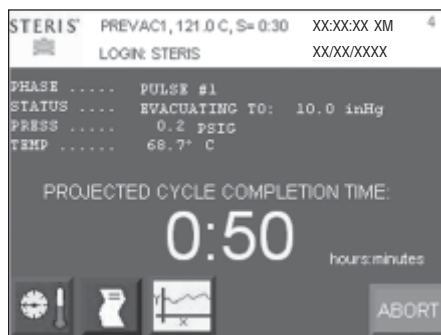 STERIS® PREVAC1, 121.0 C, S= 0:30 XX:XX:XX XM 4
LOGIN: STERIS XX/XX/XXXX
PHASE .... PULSE #1
STATUS .... EVACUATING TO: 10.0 inHg
PRESS ..... 0.2 PSIG
TEMP ...... 68.7° C
PROJECTED CYCLE COMPLETION TIME:
0:50
hours:minutes
Y
X
ABORT